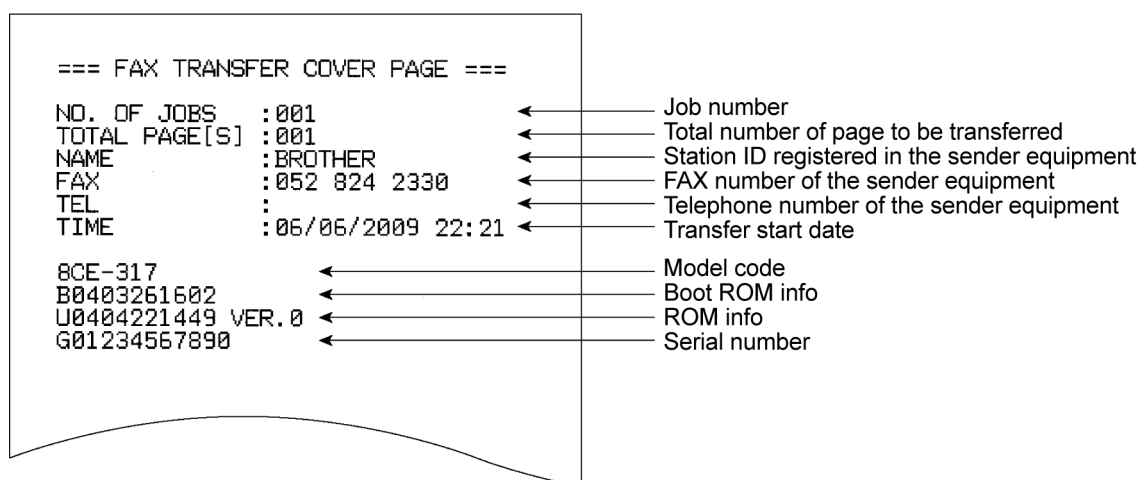 === FAX TRANSFER COVER PAGE ===
NO. OF JOBS :001 Job number
TOTAL PAGE[S] :001 Total number of page to be transferred
NAME :BROTHER Station ID registered in the sender equipment
FAX :052 824 2330 FAX number of the sender equipment
TEL : Telephone number of the sender equipment
TIME :06/06/2009 22:21 Transfer start date
8CE-317 Model code
B0403261602 Boot ROM info
U0404221449 VER.0 ROM info
G01234567890 Serial number